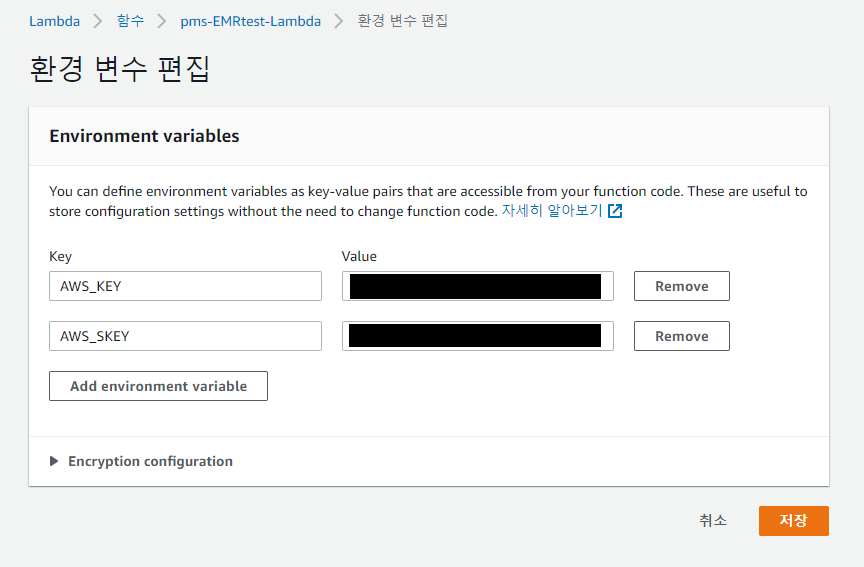 Lambda > 함수 > pms-EMRtest-Lambda > 환경 변수 편집
환경 변수 편집
Environment variables
You can define environment variables as key-value pairs that are accessible from your function code. These are useful to
store configuration settings without the need to change function code. 자세히 알아보기
Key Value
AWS_KEY Remove
AWS_SKEY Remove
Add environment variable
Encryption configuration
취소 저장